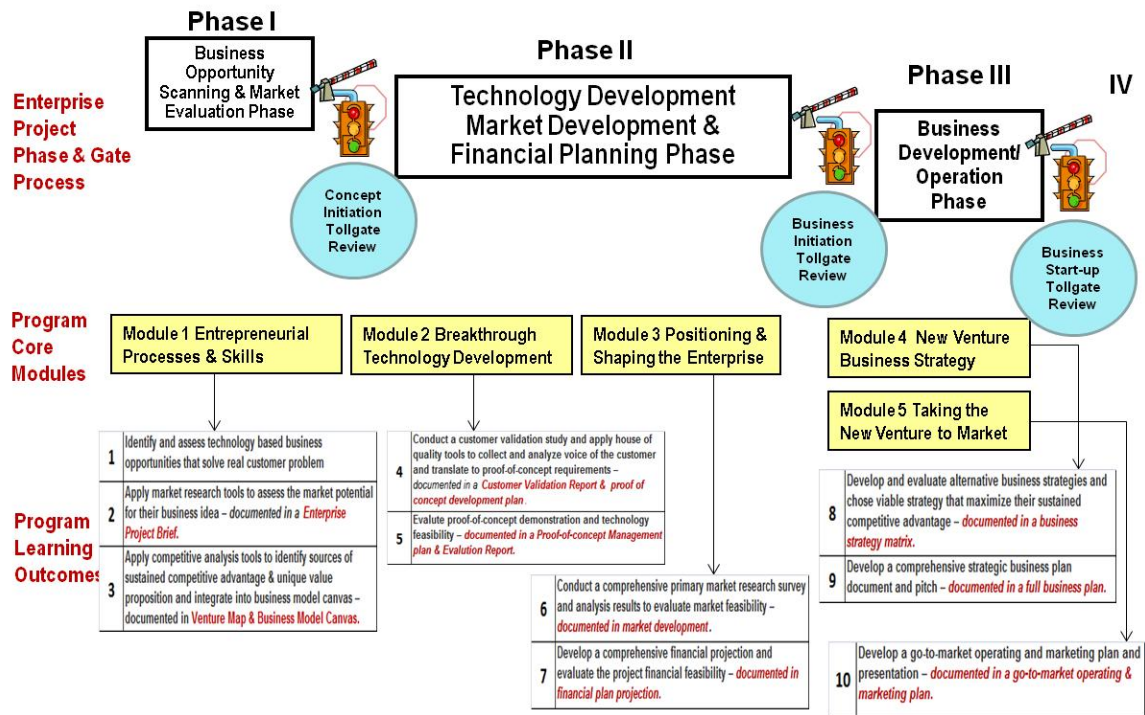 Phase I
Business
Opportunity
Scanning & Market
Evaluation Phase
Phase II
Technology Development
Market Development &
Financial Planning Phase
Phase III
Business
Development/
Operation
Phase
IV
Enterprise
Project
Phase & Gate
Process
Concept
Initiation
Tollgate
Review
Business
Initiation
Tollgate
Review
Business
Start-up
Tollgate
Review
Program
Core
Modules
Module 1 Entrepreneurial
Processes & Skills
Module 2 Breakthrough
Technology Development
Module 3 Positioning &
Shaping the Enterprise
Module 4 New Venture
Business Strategy
Module 5 Taking the
New Venture to Market
Program
Learning
Outcomes
1
Identify and assess technology based business
opportunities that solve real customer problem
2
Apply market research tools to assess the market potential
for their business idea – documented in a Enterprise
Project Brief.
3
Apply competitive analysis tools to identify sources of
sustained competitive advantage & unique value
proposition and integrate into business model canvas –
documented in Venture Map & Business Model Canvas.
4
Conduct a customer validation study and apply house of
quality tools to collect and analyze voice of the customer
and translate to proof-of-concept requirements –
documented in a Customer Validation Report & proof of
concept development plan.
5
Evalute proof-of-concept demonstration and technology
feasibility – documented in a Proof-of-concept Management
plan & Evalution Report.
6
Conduct a comprehensive primary market research survey
and analysis results to evaluate market feasibility –
documented in market development.
7
Develop a comprehensive financial projection and
evaluate the project financial feasibility – documented in
financial plan projection.
8
Develop and evaluate alternative business strategies and
chose viable strategy that maximize their sustained
competitive advantage – documented in a business
strategy matrix.
9
Develop a comprehensive strategic business plan
document and pitch – documented in a full business plan.
10
Develop a go-to-market operating and marketing plan and
presentation – documented in a go-to-market operating &
marketing plan.